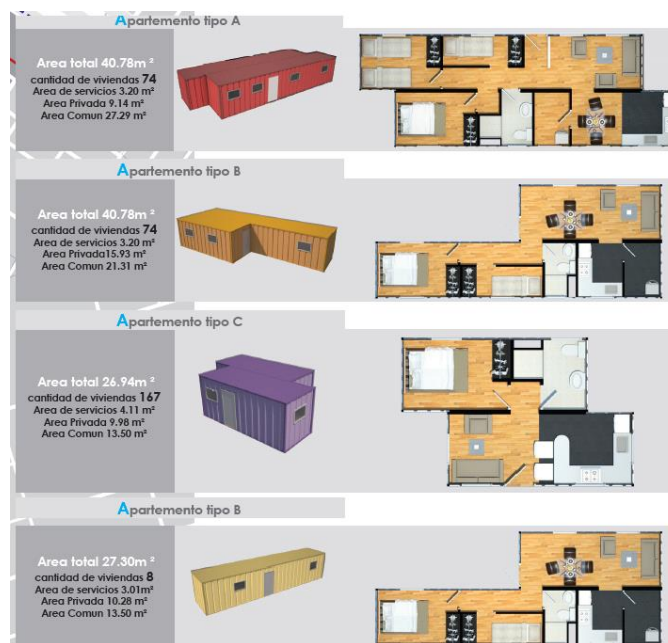 Apartemento tipo A
Area total 40.78m ²
cantidad de viviendas 74
Area de servicios 3.20 m²
Area Privada 9.14 m²
Area Comun 27.29 m²
Apartemento tipo B
Area total 40.78m ²
cantidad de viviendas 74
Area de servicios 3.20 m²
Area Privada15.93 m²
Area Comun 21.31 m²
Apartemento tipo C
Area total 26.94m ²
cantidad de viviendas 167
Area de servicios 4.11 m²
Area Privada 9.98 m²
Area Comun 13.50 m²
Apartemento tipo B
Area total 27.30m ²
cantidad de viviendas 8
Area de servicios 3.01m²
Area Privada 10.28 m²
Area Comun 13.50 m²